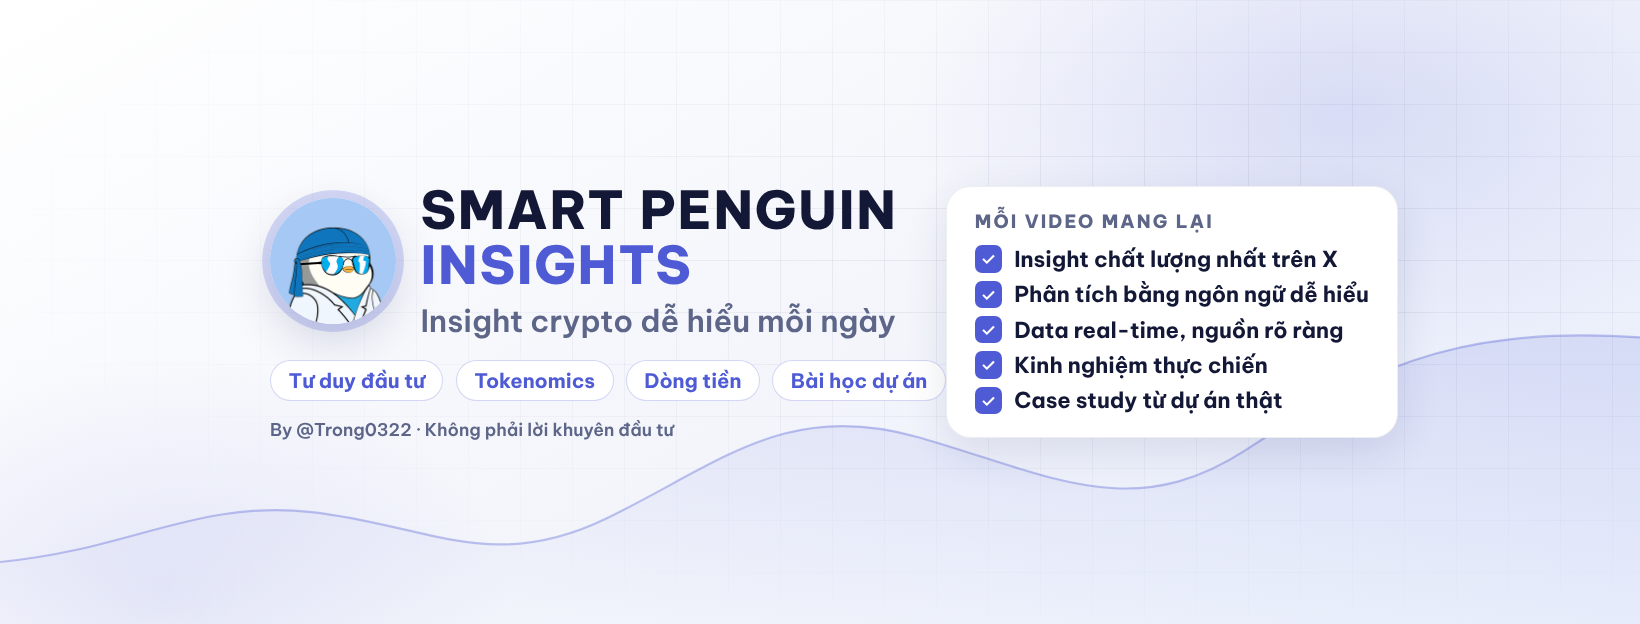 SMART PENGUIN
INSIGHTS
Insight crypto dễ hiểu mỗi ngày
Tư duy đầu tư
Tokenomics
Dòng tiền
Bài học dự án
By @Trong0322 · Không phải lời khuyên đầu tư
MỖI VIDEO MANG LẠI
Insight chất lượng nhất trên X
Phân tích bằng ngôn ngữ dễ hiểu
Data real-time, nguồn rõ ràng
Kinh nghiệm thực chiến
Case study từ dự án thật